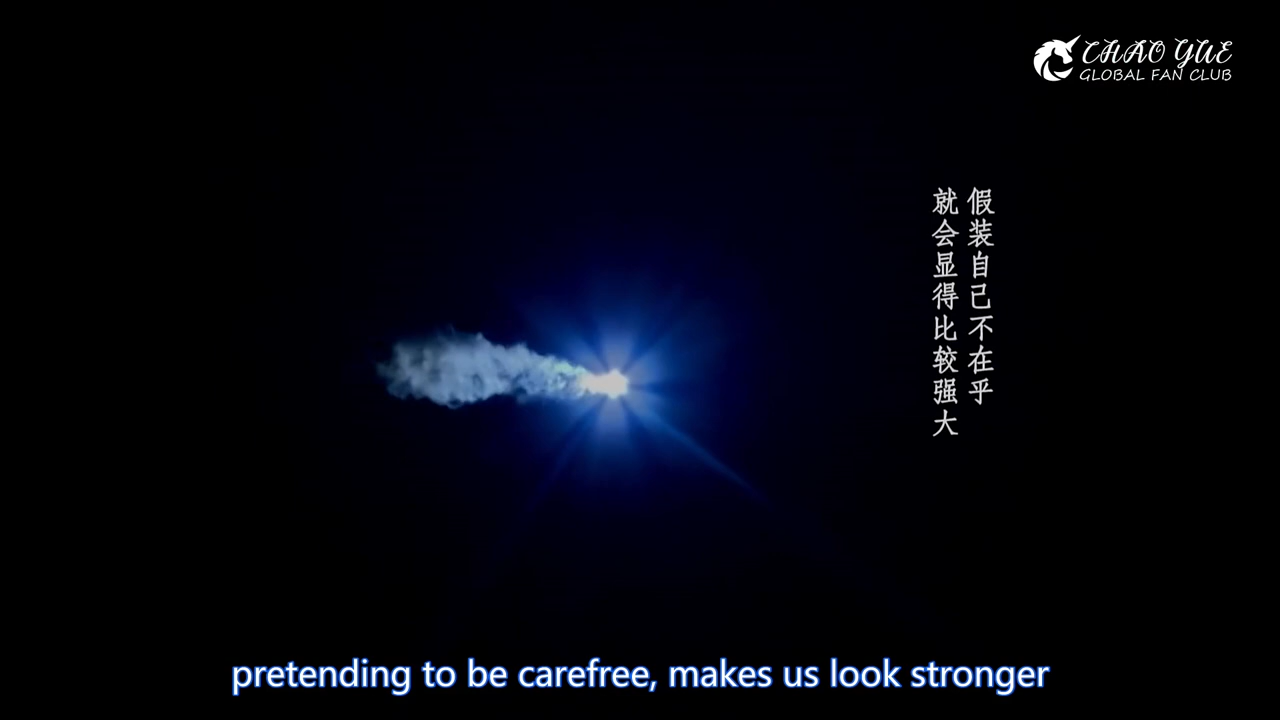 CHAO YUE
GLOBAL FAN CLUB
假装自己不在乎
就会显得比较强大
pretending to be carefree, makes us look stronger